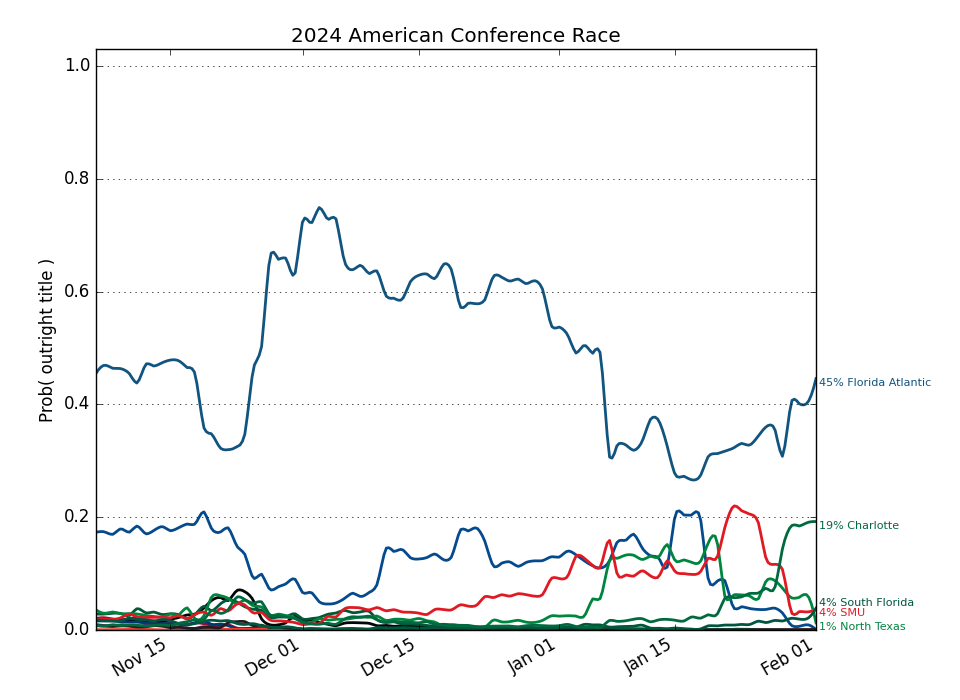 2024 American Conference Race
Prob( outright title )
1.0
0.8
0.6
0.4
0.2
0.0
45% Florida Atlantic
19% Charlotte
4% South Florida
4% SMU
1% North Texas
Nov 15
Dec 01
Dec 15
Jan 01
Jan 15
Feb 01